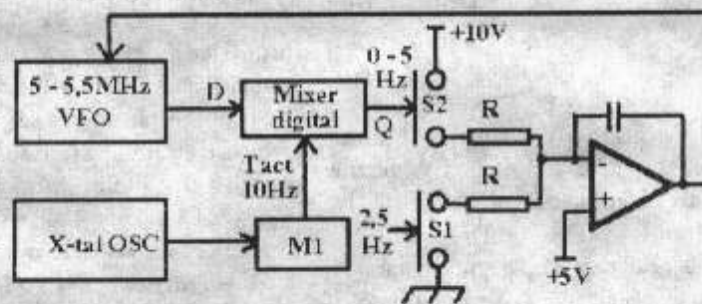 +10V
0 - 5
Hz
5 - 5,5MHz
VFO
D
Mixer
digital
Q
S2
R
Tact
10Hz
R
-
+
X-tal OSC
M1
2,5
Hz
S1
+5V